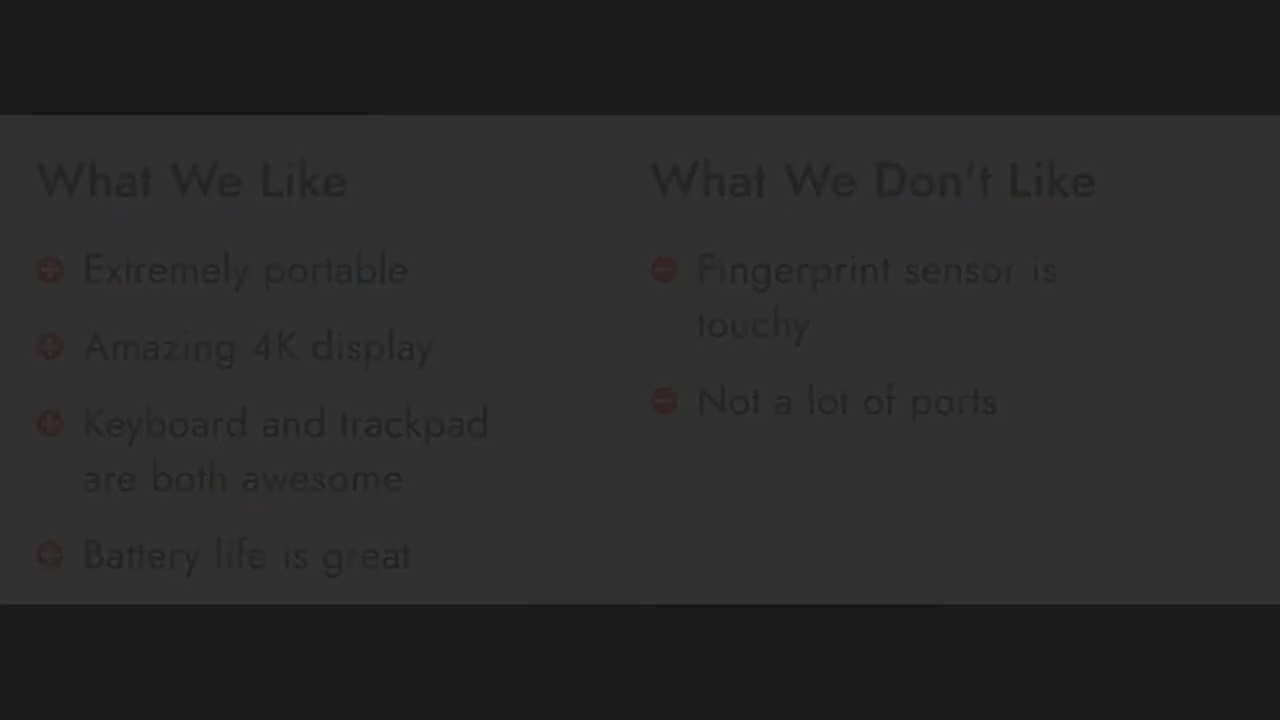 What We Like
Extremely portable
Amazing 4K display
Keyboard and trackpad
are both awesome
Battery life is great
What We Don't Like
Fingerprint sensor is
touchy
Not a lot of ports